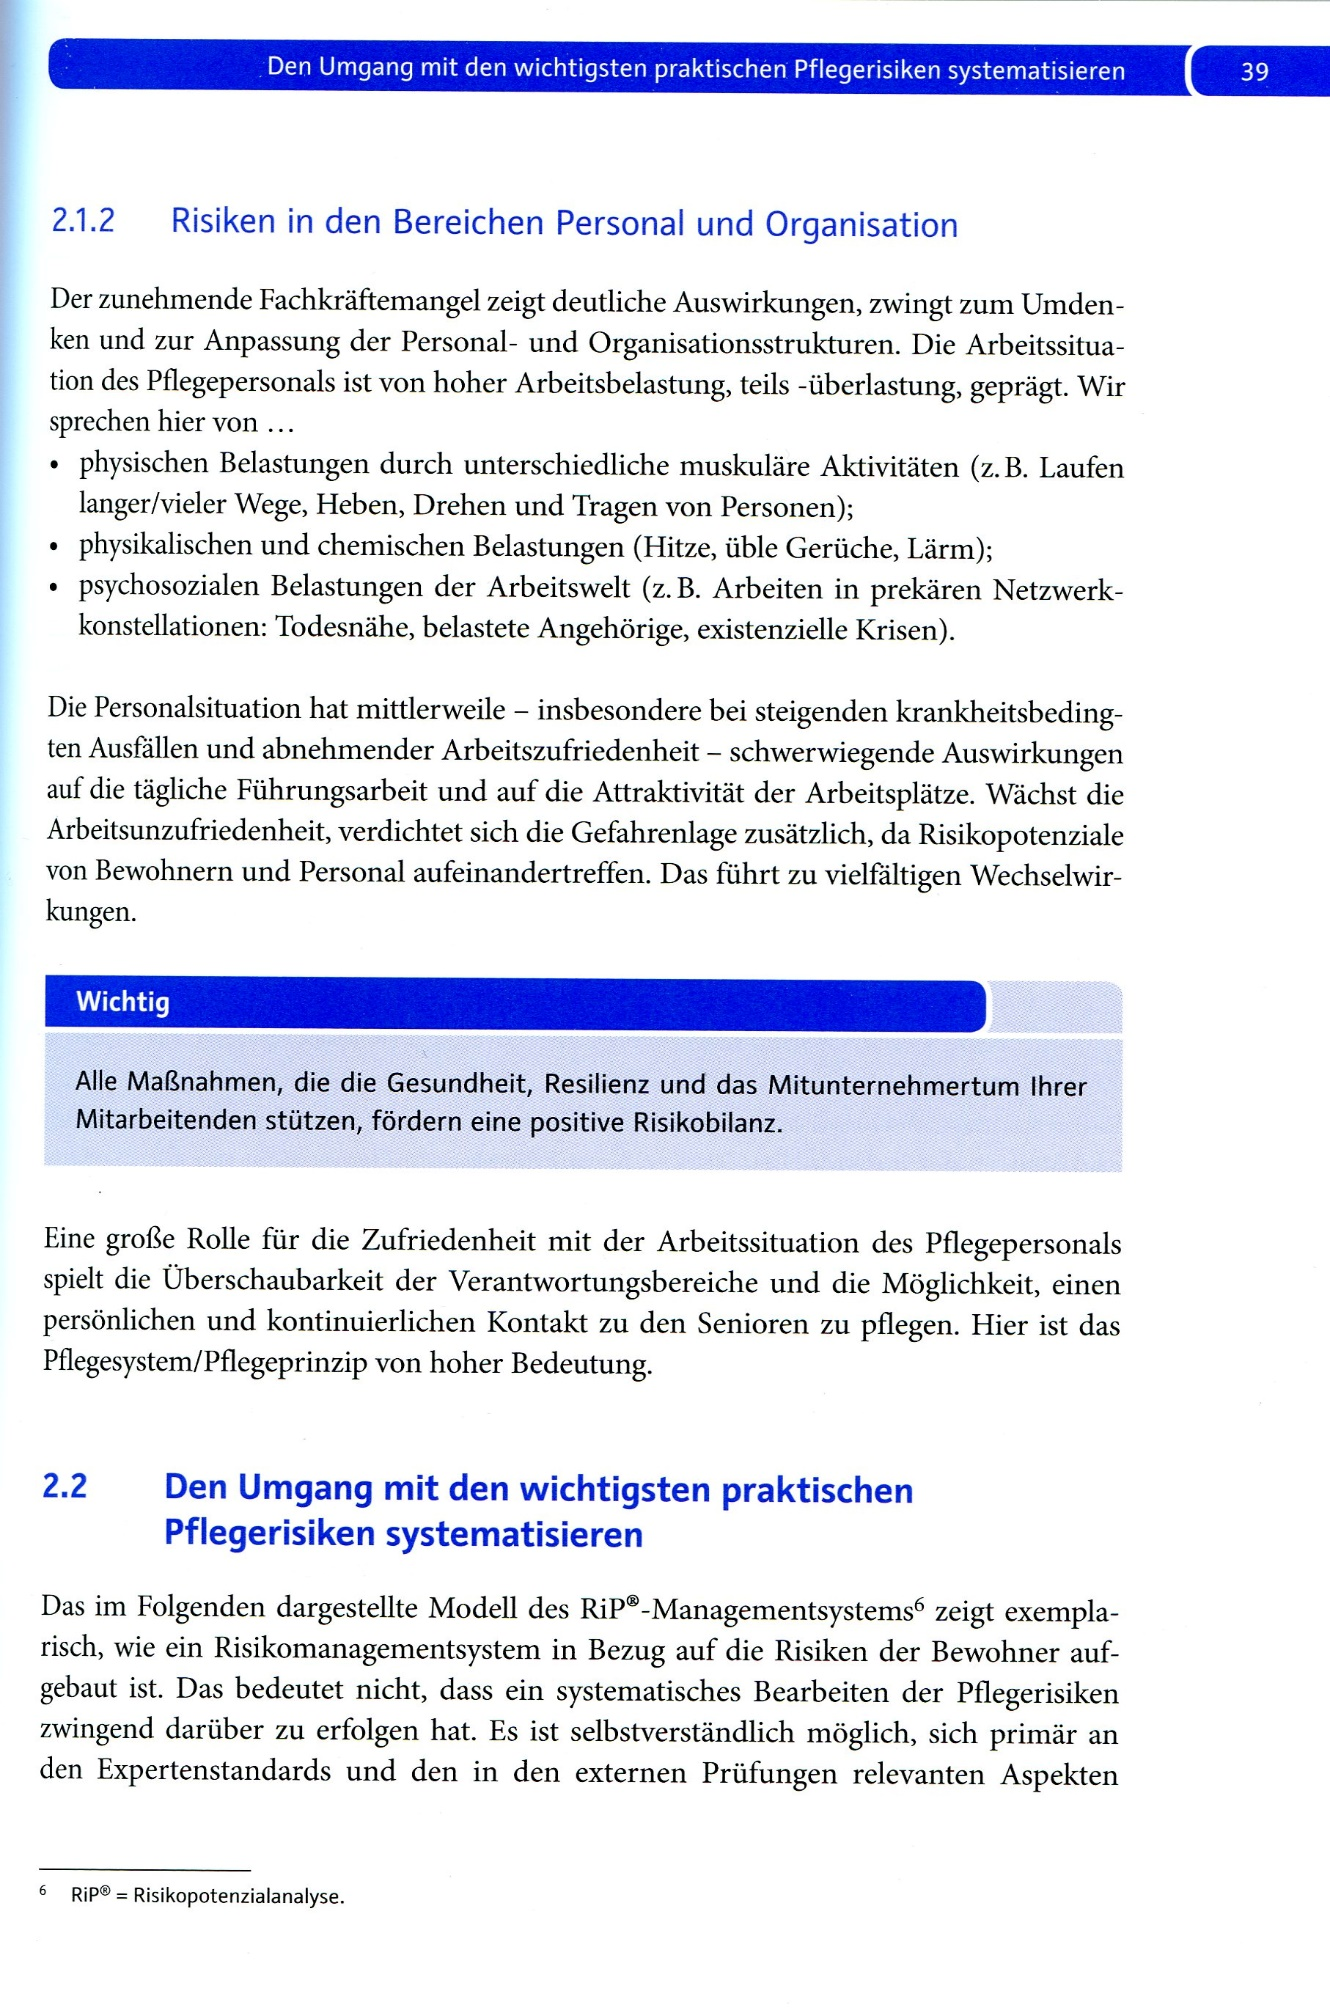 Den Umgang mit den wichtigsten praktischen Pflegerisiken systematisieren
39
2.1.2 Risiken in den Bereichen Personal und Organisation
Der zunehmende Fachkräftemangel zeigt deutliche Auswirkungen, zwingt zum Umden-
ken und zur Anpassung der Personal- und Organisationsstrukturen. Die Arbeitssitua-
tion des Pflegepersonals ist von hoher Arbeitsbelastung, teils -überlastung, geprägt. Wir
sprechen hier von …
• physischen Belastungen durch unterschiedliche muskuläre Aktivitäten (z. B. Laufen
langer/vieler Wege, Heben, Drehen und Tragen von Personen);
• physikalischen und chemischen Belastungen (Hitze, üble Gerüche, Lärm);
• psychosozialen Belastungen der Arbeitswelt (z. B. Arbeiten in prekären Netzwerk-
konstellationen: Todesnähe, belastete Angehörige, existenzielle Krisen).
Die Personalsituation hat mittlerweile – insbesondere bei steigenden krankheitsbeding-
ten Ausfällen und abnehmender Arbeitszufriedenheit – schwerwiegende Auswirkungen
auf die tägliche Führungsarbeit und auf die Attraktivität der Arbeitsplätze. Wächst die
Arbeitsunzufriedenheit, verdichtet sich die Gefahrenlage zusätzlich, da Risikopotenziale
von Bewohnern und Personal aufeinandertreffen. Das führt zu vielfältigen Wechselwir-
kungen.
Wichtig
Alle Maßnahmen, die die Gesundheit, Resilienz und das Mitunternehmertum Ihrer
Mitarbeitenden stützen, fördern eine positive Risikobilanz.
Eine große Rolle für die Zufriedenheit mit der Arbeitssituation des Pflegepersonals
spielt die Überschaubarkeit der Verantwortungsbereiche und die Möglichkeit, einen
persönlichen und kontinuierlichen Kontakt zu den Senioren zu pflegen. Hier ist das
Pflegesystem/Pflegeprinzip von hoher Bedeutung.
2.2 Den Umgang mit den wichtigsten praktischen
Pflegerisiken systematisieren
Das im Folgenden dargestellte Modell des RiP®-Managementsystems⁶ zeigt exempla-
risch, wie ein Risikomanagementsystem in Bezug auf die Risiken der Bewohner auf-
gebaut ist. Das bedeutet nicht, dass ein systematisches Bearbeiten der Pflegerisiken
zwingend darüber zu erfolgen hat. Es ist selbstverständlich möglich, sich primär an
den Expertenstandards und den in den externen Prüfungen relevanten Aspekten
⁶ RiP® = Risikopotenzialanalyse.